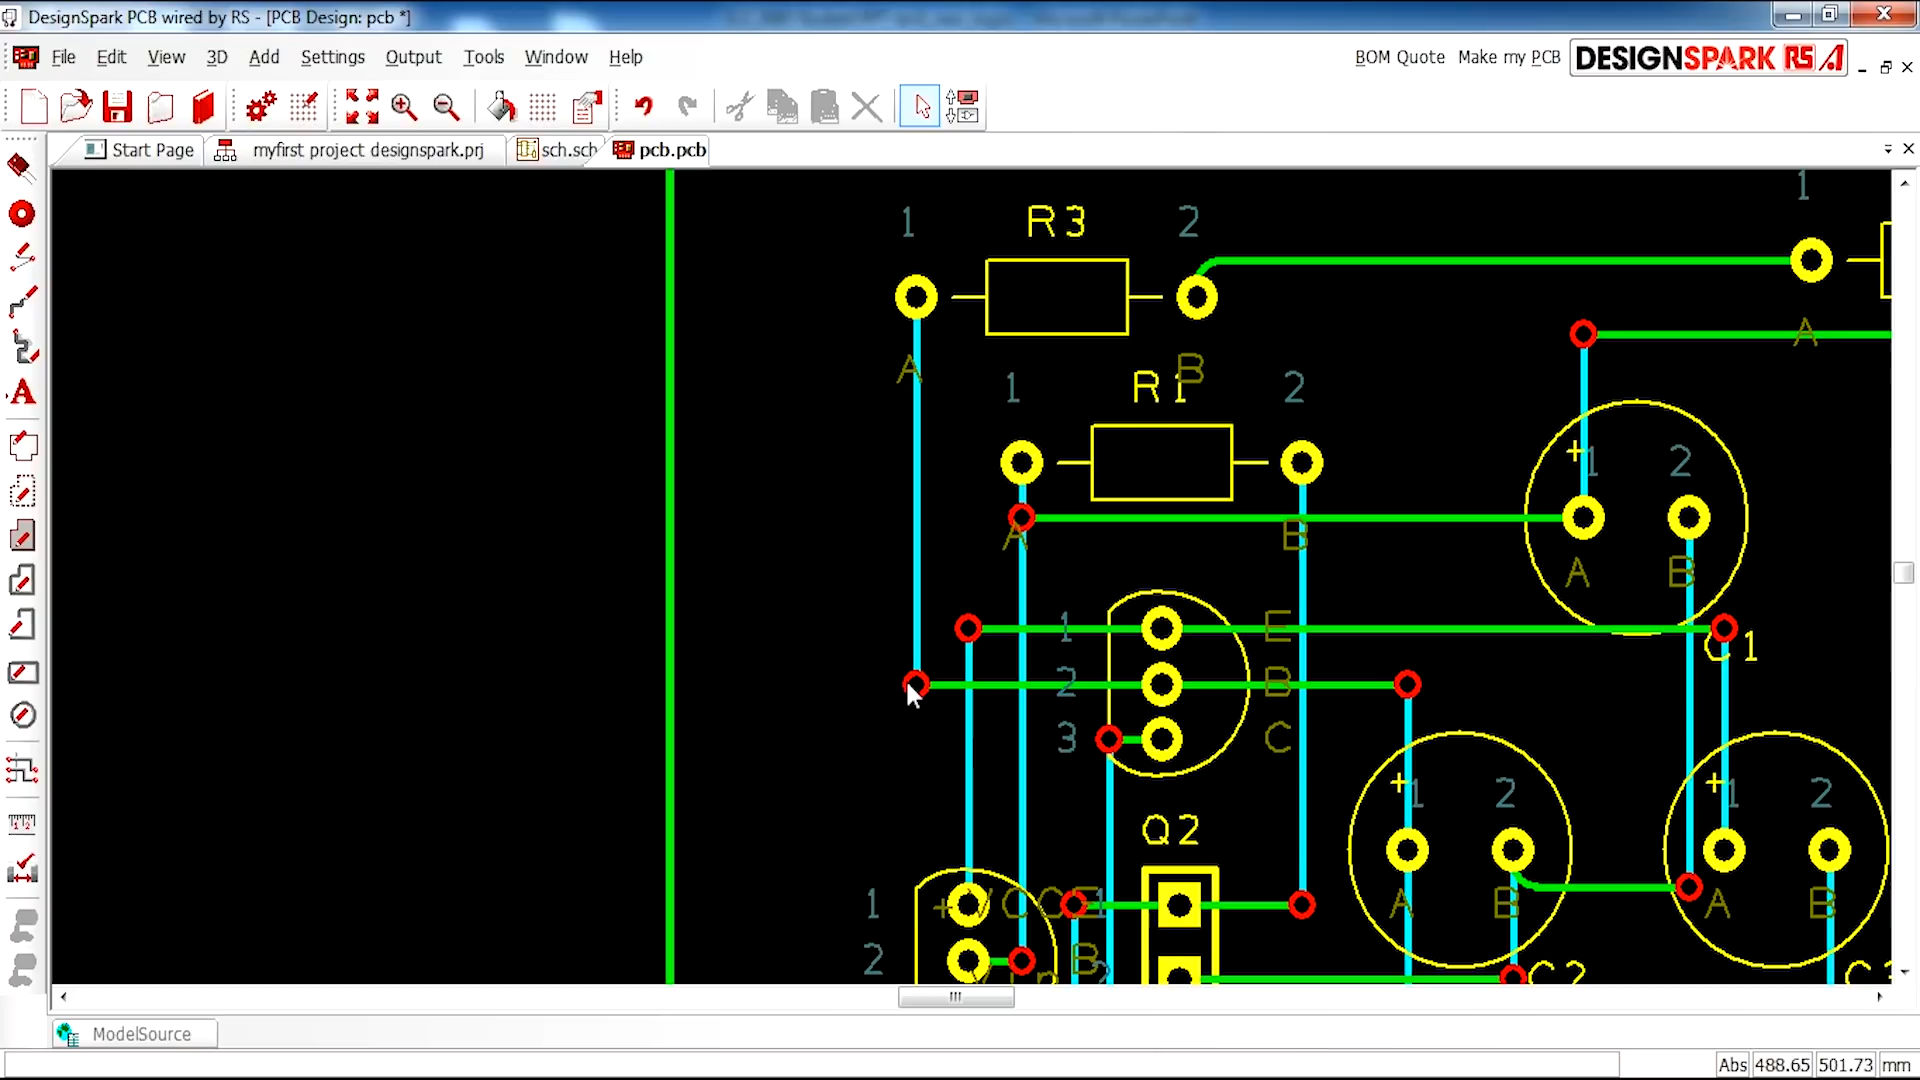 DesignSpark PCB wired by RS - [PCB Design: pcb *]
File Edit View 3D Add Settings Output Tools Window Help
BOM Quote Make my PCB DESIGNSPARK RS
Start Page myfirst project designspark.prj sch.sch pcb.pcb
1 R3 2 1
A B A
1 R1 2
+ 1 2
A B
A B
1 E
C1
2 B
3 C
+ 1 2 + 1 2
Q2
1 + VCC E 1 A B A B
2 Vin B 2 C2
ModelSource
Abs 488.65 501.73 mm